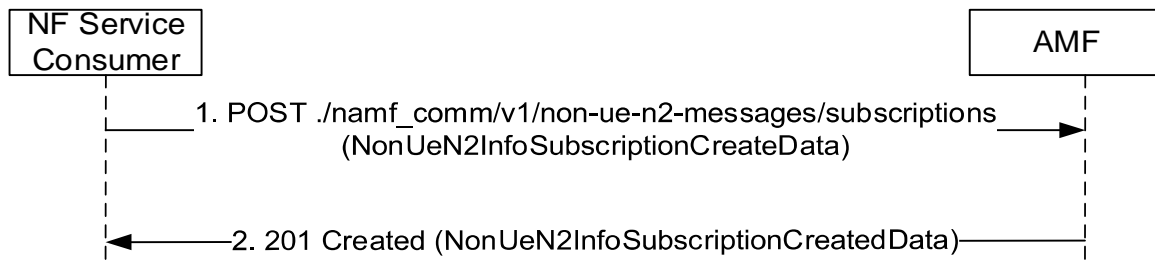 NF Service
Consumer
AMF
1. POST ./namf_comm/v1/non-ue-n2-messages/subscriptions
(NonUeN2InfoSubscriptionCreateData)
2. 201 Created (NonUeN2InfoSubscriptionCreatedData)